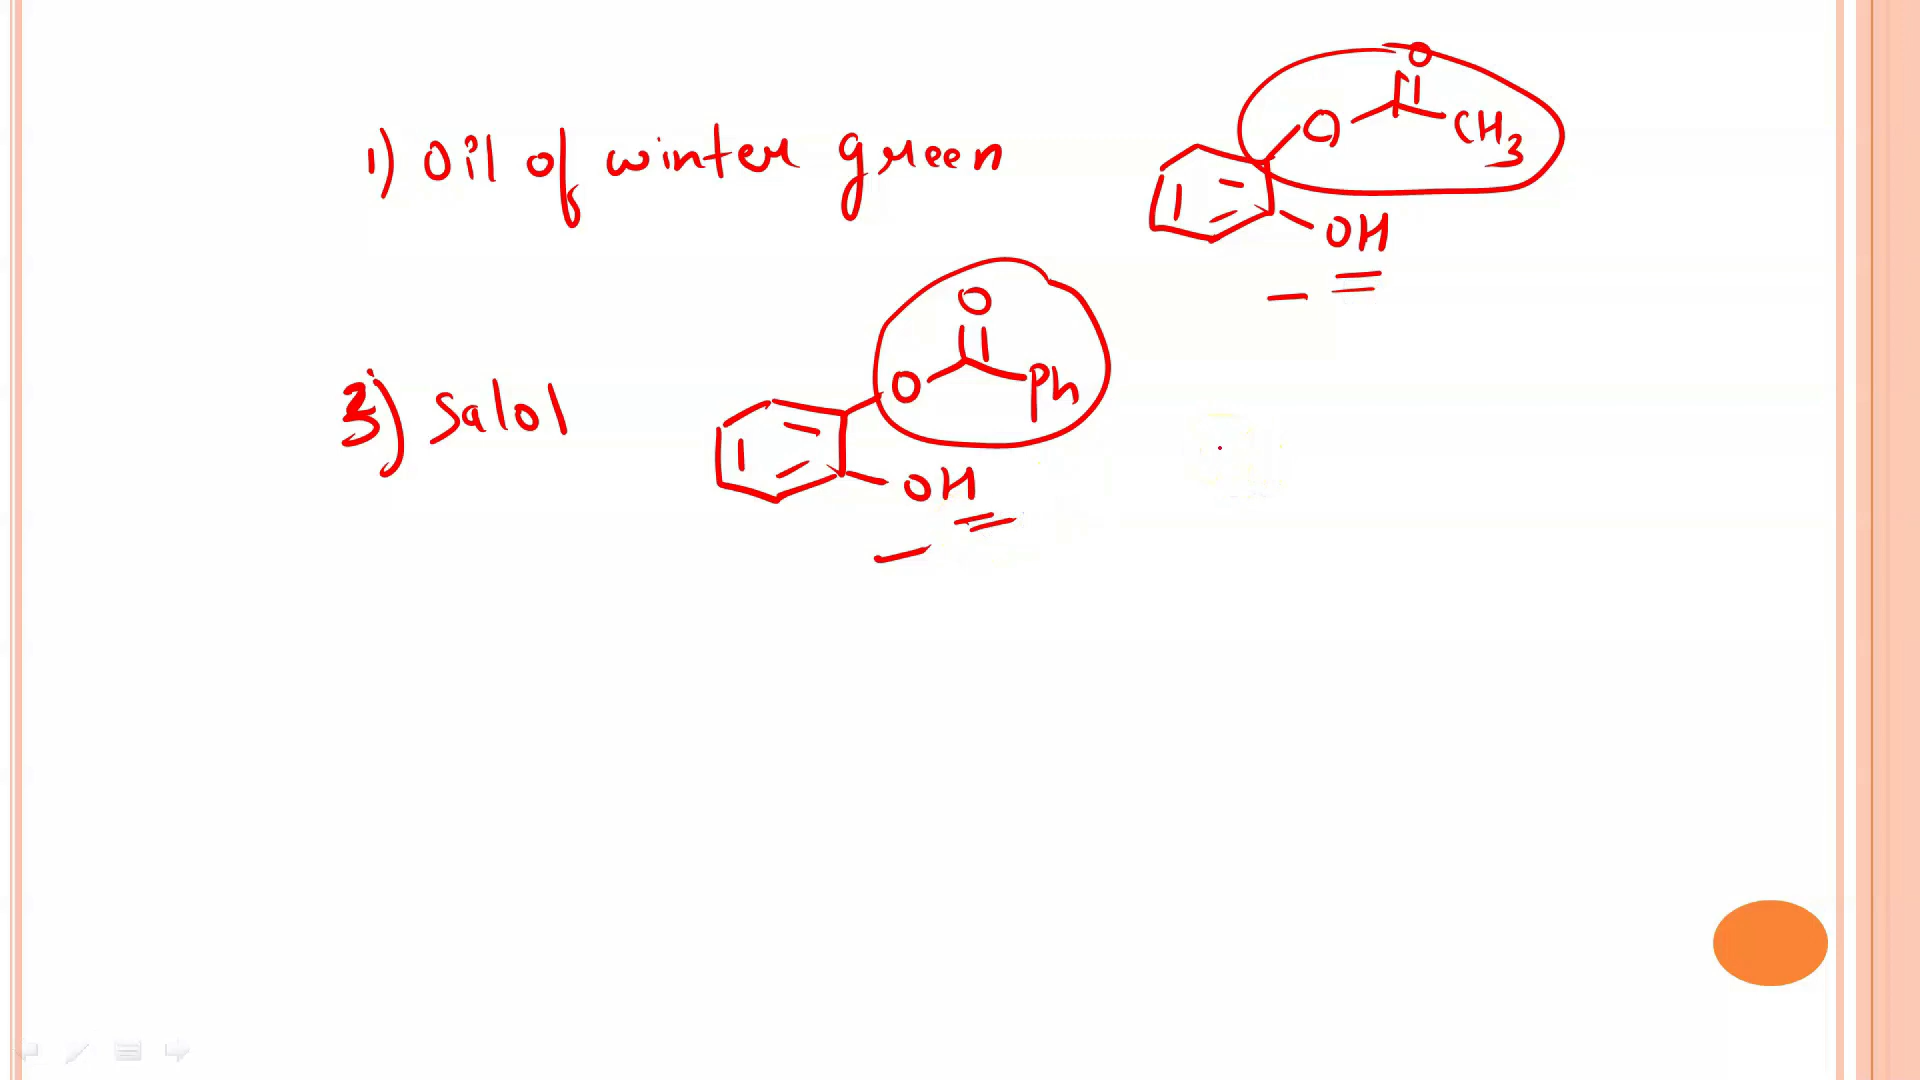 1) Oil of winter green
O
O
CH3
OH
3) Salol
O
O
Ph
OH